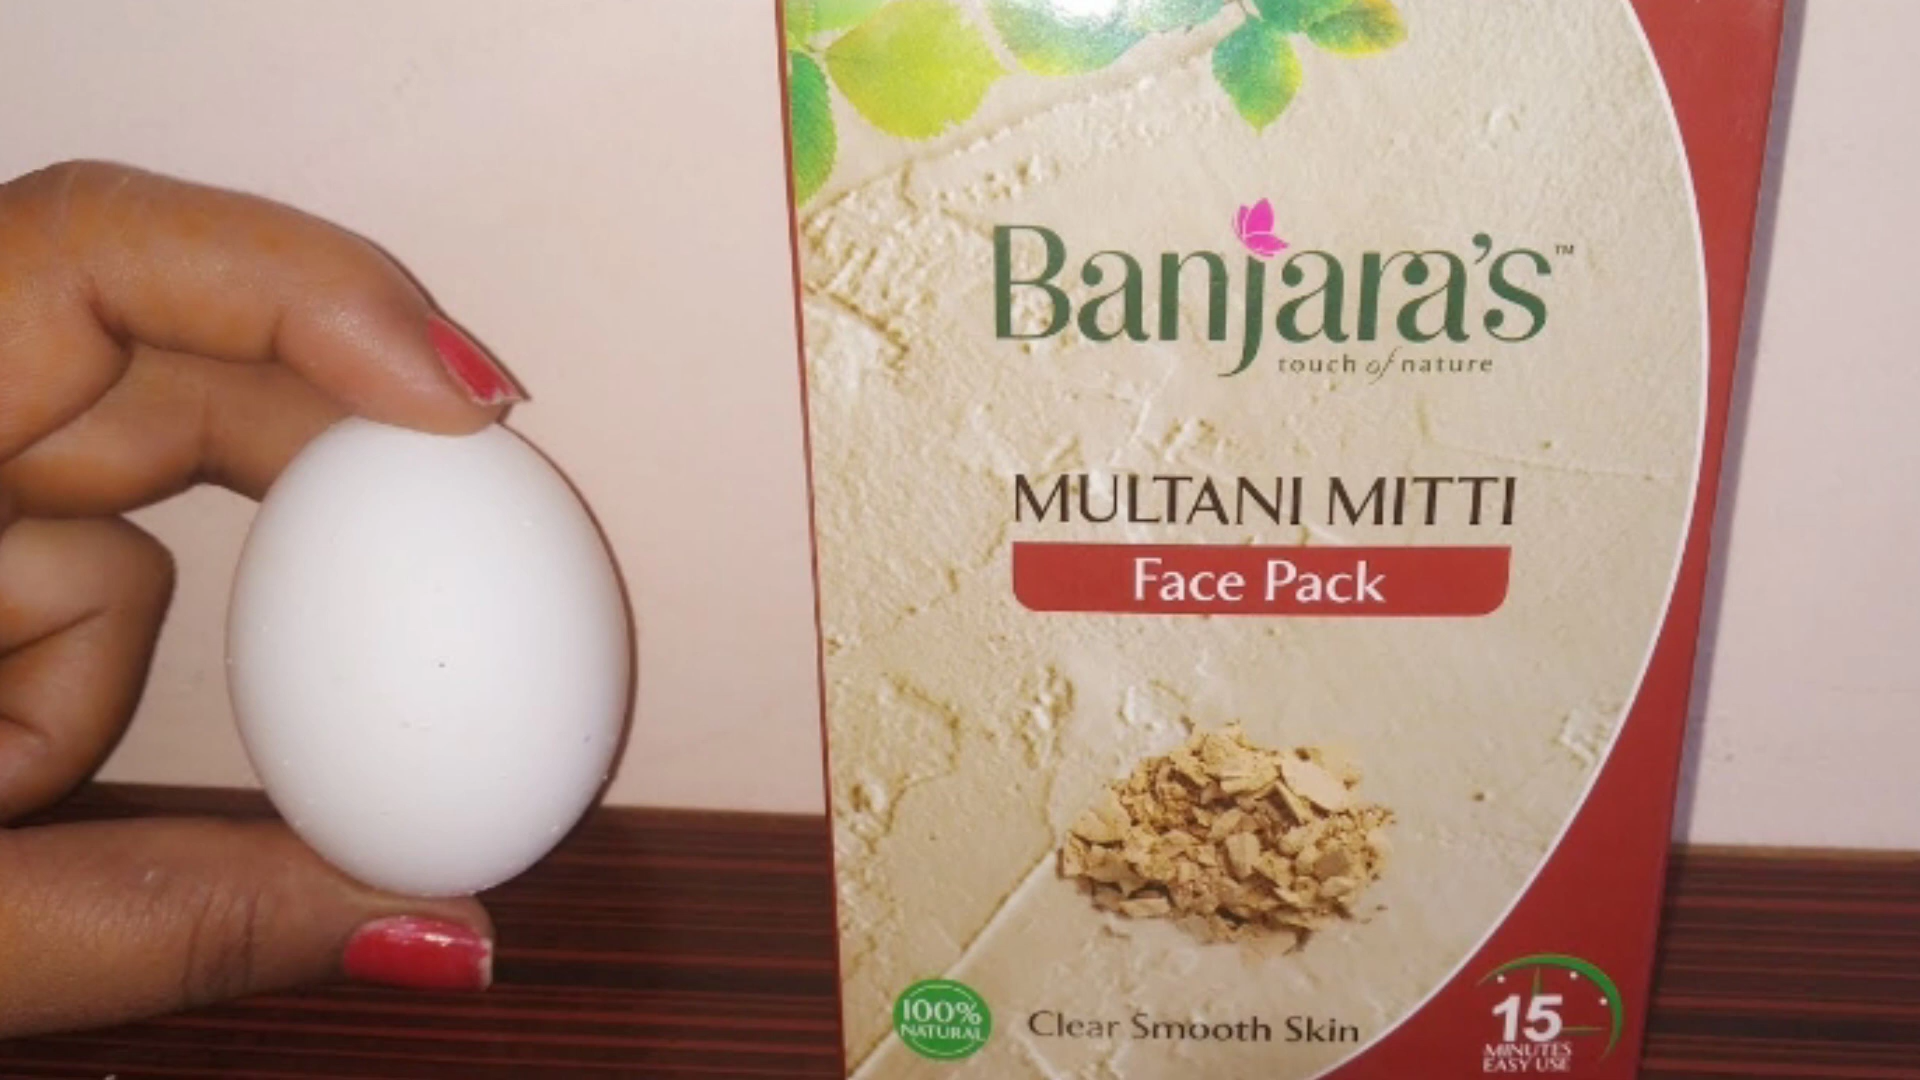 Banjara's™
touch of nature
MULTANI MITTI
Face Pack
100%
NATURAL
Clear Smooth Skin
15
MINUTES
EASY USE